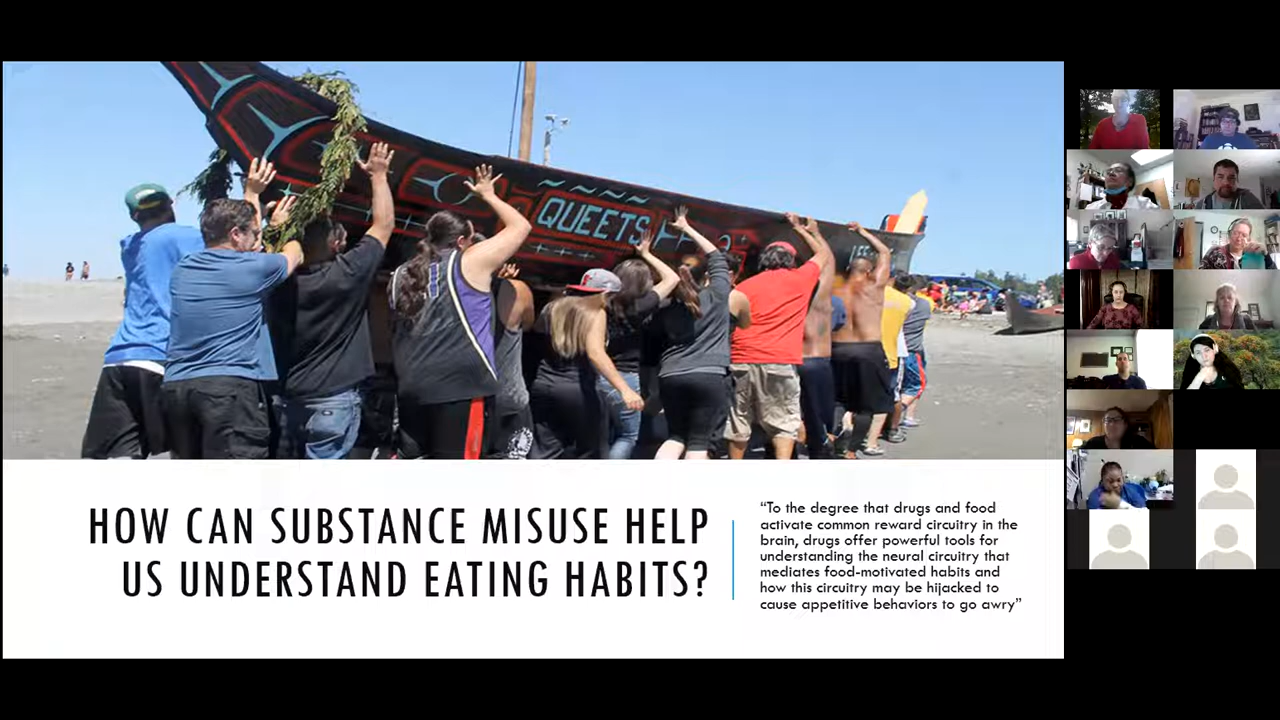 QUEETS
HOW CAN SUBSTANCE MISUSE HELP
US UNDERSTAND EATING HABITS?
“To the degree that drugs and food
activate common reward circuitry in the
brain, drugs offer powerful tools for
understanding the neural circuitry that
mediates food-motivated habits and
how this circuitry may be hijacked to
cause appetitive behaviors to go awry”